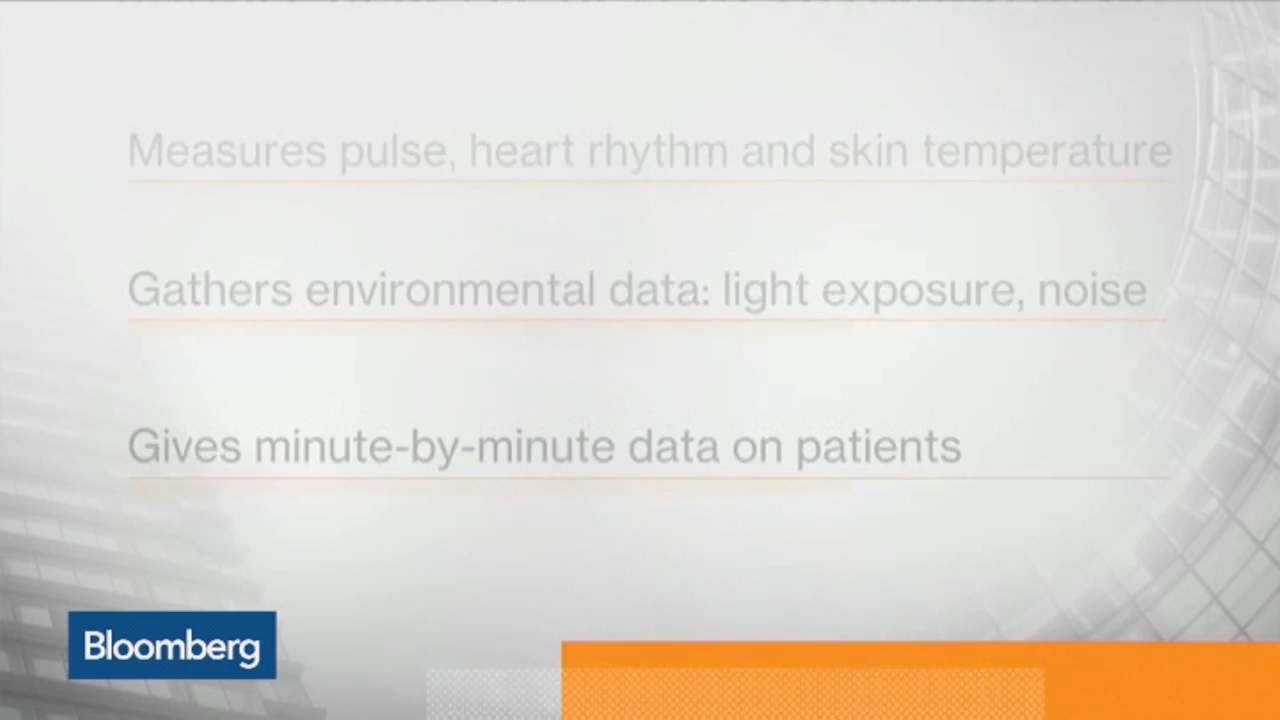 Measures pulse, heart rhythm and skin temperature
Gathers environmental data: light exposure, noise
Gives minute-by-minute data on patients
Bloomberg